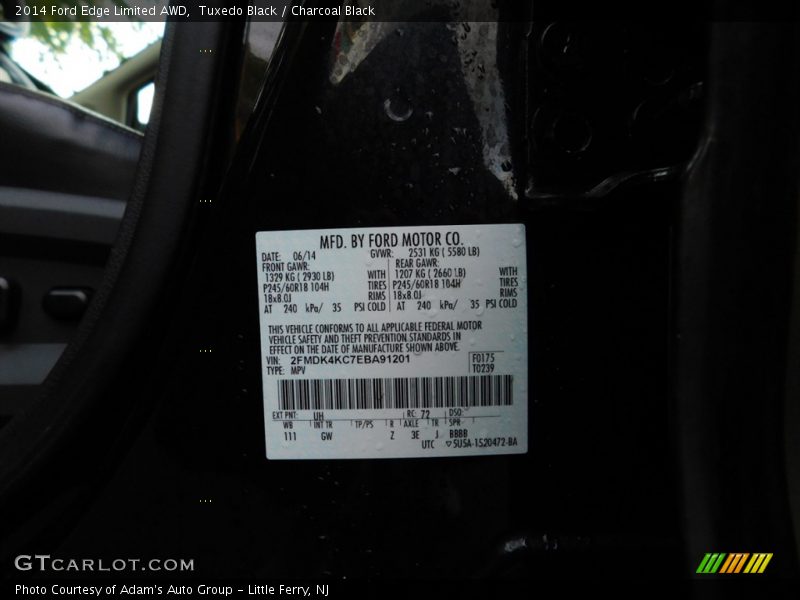 2014 Ford Edge Limited AWD, Tuxedo Black / Charcoal Black
MFD. BY FORD MOTOR CO.
DATE: 06/14 GVWR: 2531 KG ( 5580 LB)
FRONT GAWR: REAR GAWR:
1329 KG ( 2930 LB) WITH 1207 KG ( 2660 LB) WITH
P245/60R18 104H TIRES P245/60R18 104H TIRES
18x8.0J RIMS 18x8.0J RIMS
AT 240 kPa/ 35 PSI COLD AT 240 kPa/ 35 PSI COLD
THIS VEHICLE CONFORMS TO ALL APPLICABLE FEDERAL MOTOR
VEHICLE SAFETY AND THEFT PREVENTION STANDARDS IN
EFFECT ON THE DATE OF MANUFACTURE SHOWN ABOVE.
VIN: 2FMDK4KC7EBA91201 F0175
TYPE: MPV T0239
EXT PNT: UH RC: 72 DSO:
WB INT TR TP/PS R AXLE TR SPR
111 GW Z 3E J BBBB
UTC ▽5U5A-1520472-BA
GTCARLOT.COM
Photo Courtesy of Adam's Auto Group - Little Ferry, NJ